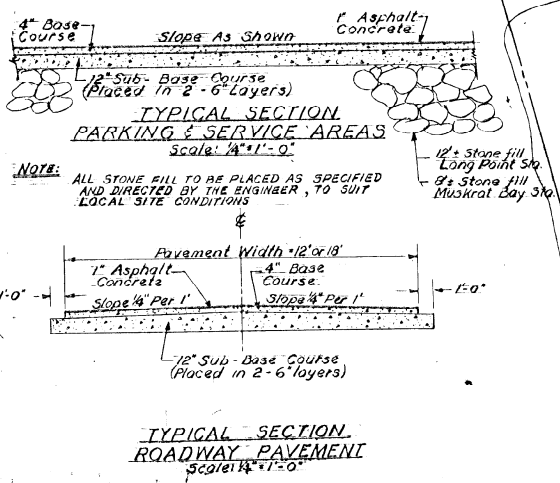 4" Base
Course
Slope As Shown
1" Asphalt
Concrete
12" Sub-Base Course
(Placed In 2-6" Layers)
TYPICAL SECTION
PARKING & SERVICE AREAS
Scale: 1/4"=1'-0"
12'± Stone fill
Long Point Sta.
8'± Stone fill
Muskrat Bay Sta.
NOTE:
ALL STONE FILL TO BE PLACED AS SPECIFIED
AND DIRECTED BY THE ENGINEER, TO SUIT
LOCAL SITE CONDITIONS
℄
Pavement Width = 12' or 18'
1" Asphalt
Concrete
4" Base
Course
1'-0"
Slope 1/4" Per 1'
Slope 1/4" Per 1'
1'-0"
12" Sub-Base Course
(Placed in 2-6" layers)
TYPICAL SECTION
ROADWAY PAVEMENT
Scale: 1/4"=1'-0"